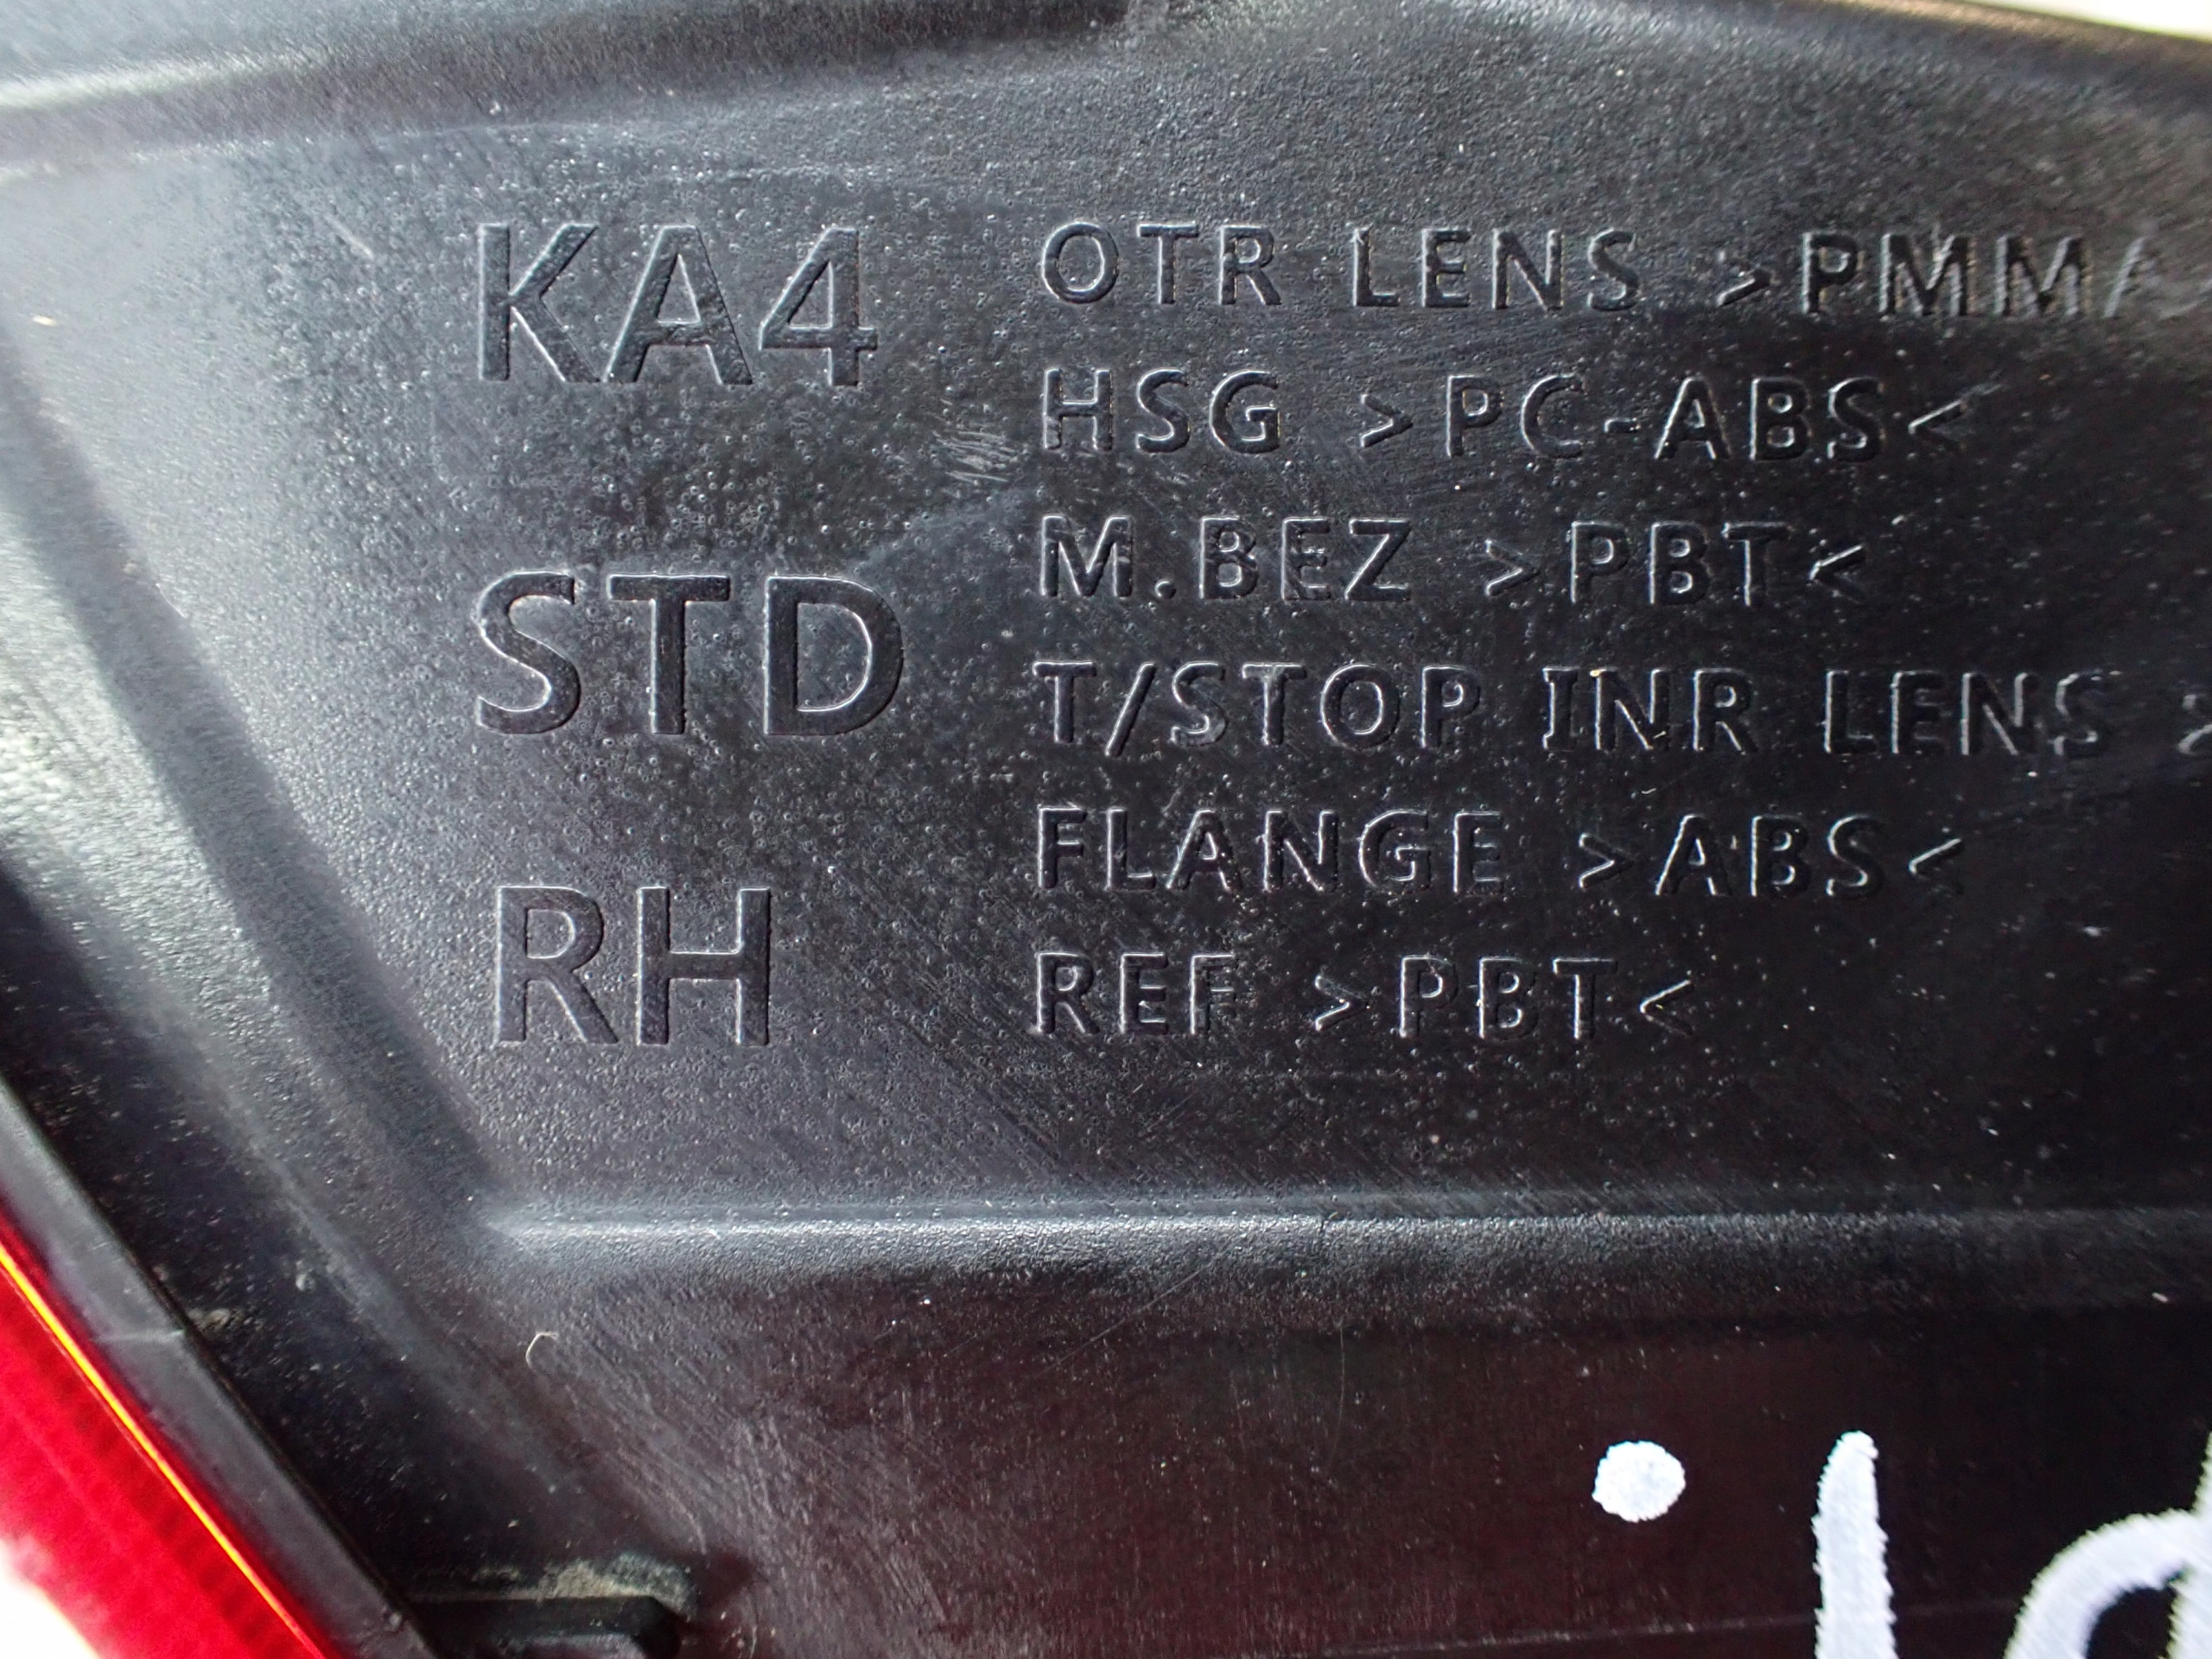 KA4
STD
RH
OTR LENS >PMMA<
HSG >PC-ABS<
M.BEZ >PBT<
T/STOP INR LENS >
FLANGE >ABS<
REF >PBT<